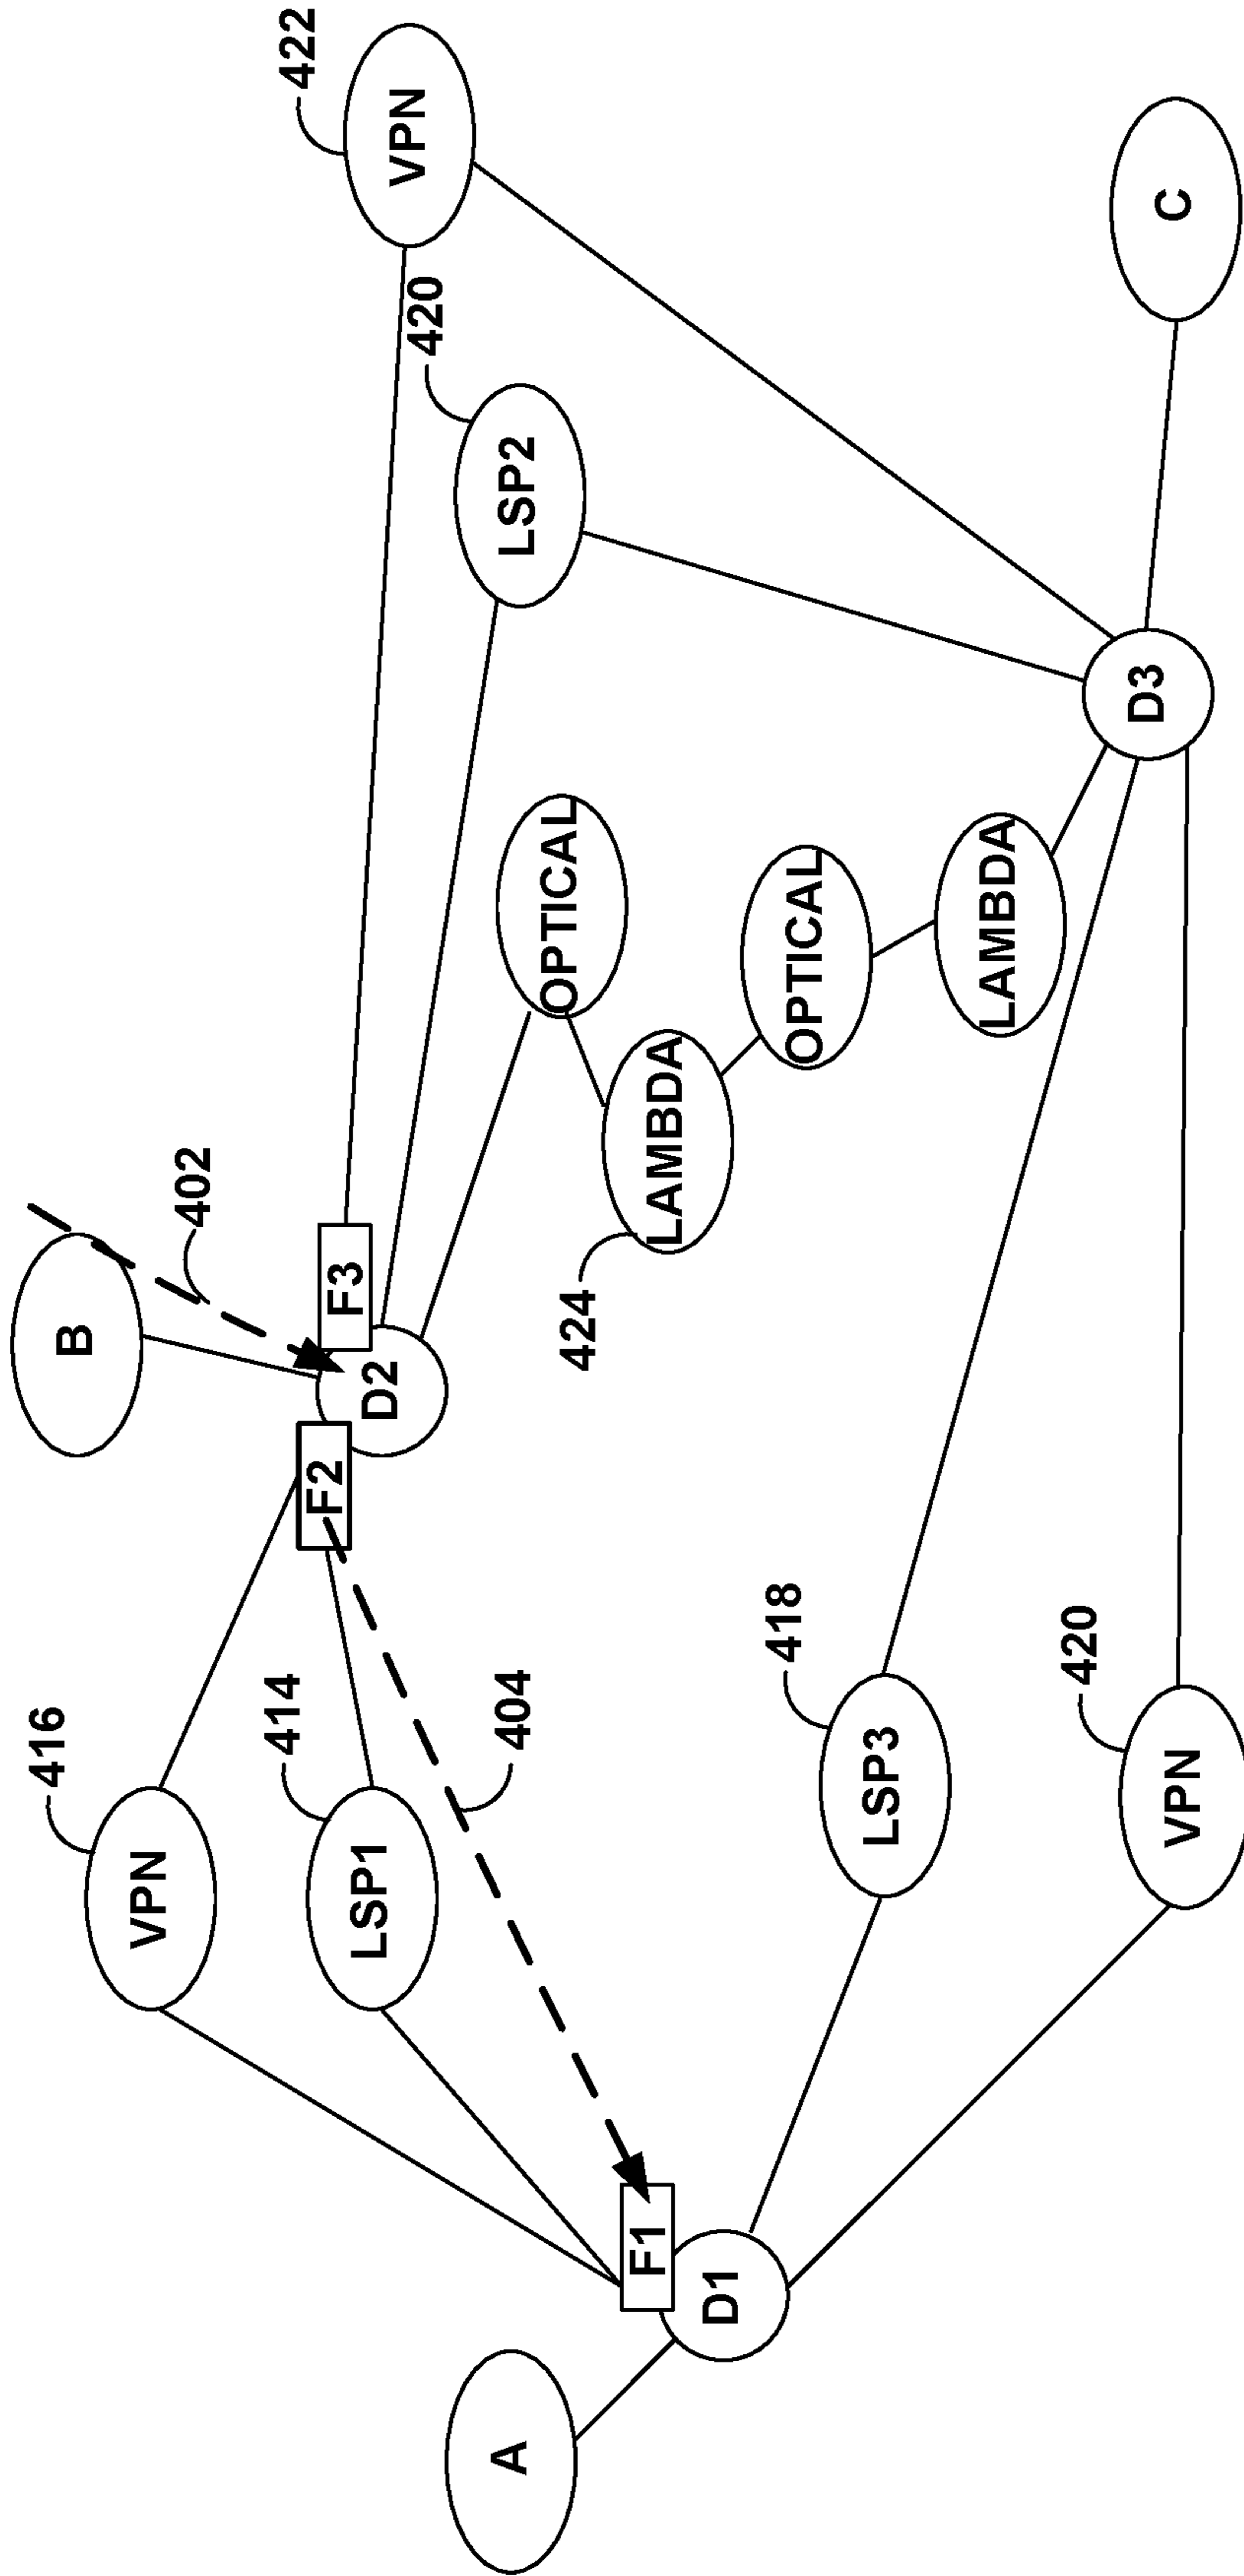 B
402
416
VPN
422
VPN
F2
F3
D2
414
LSP1
420
LSP2
A
404
OPTICAL
F1
D1
424
LAMBDA
OPTICAL
418
LSP3
LAMBDA
D3
420
VPN
C